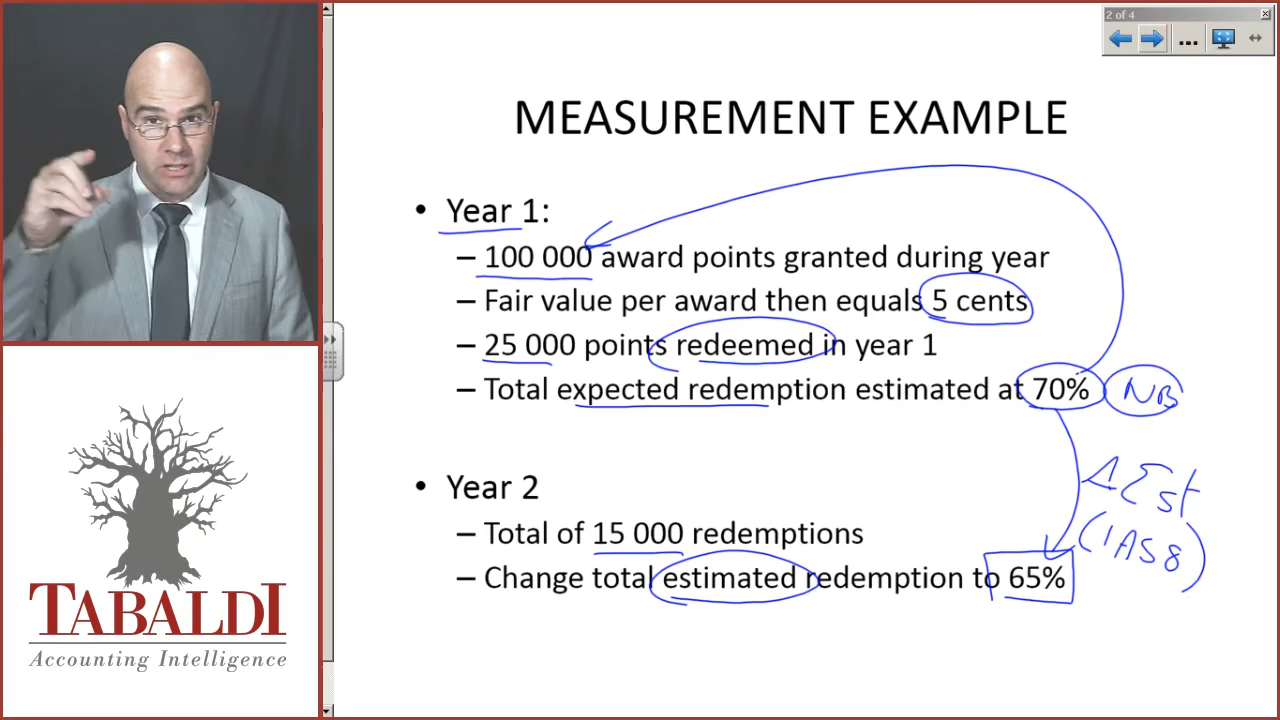 2 of 4
MEASUREMENT EXAMPLE
• Year 1:
– 100 000 award points granted during year
– Fair value per award then equals 5 cents
– 25 000 points redeemed in year 1
– Total expected redemption estimated at 70% NB
• Year 2
– Total of 15 000 redemptions
– Change total estimated redemption to 65%
Δ Est
(IAS8)
TABALDI
Accounting Intelligence